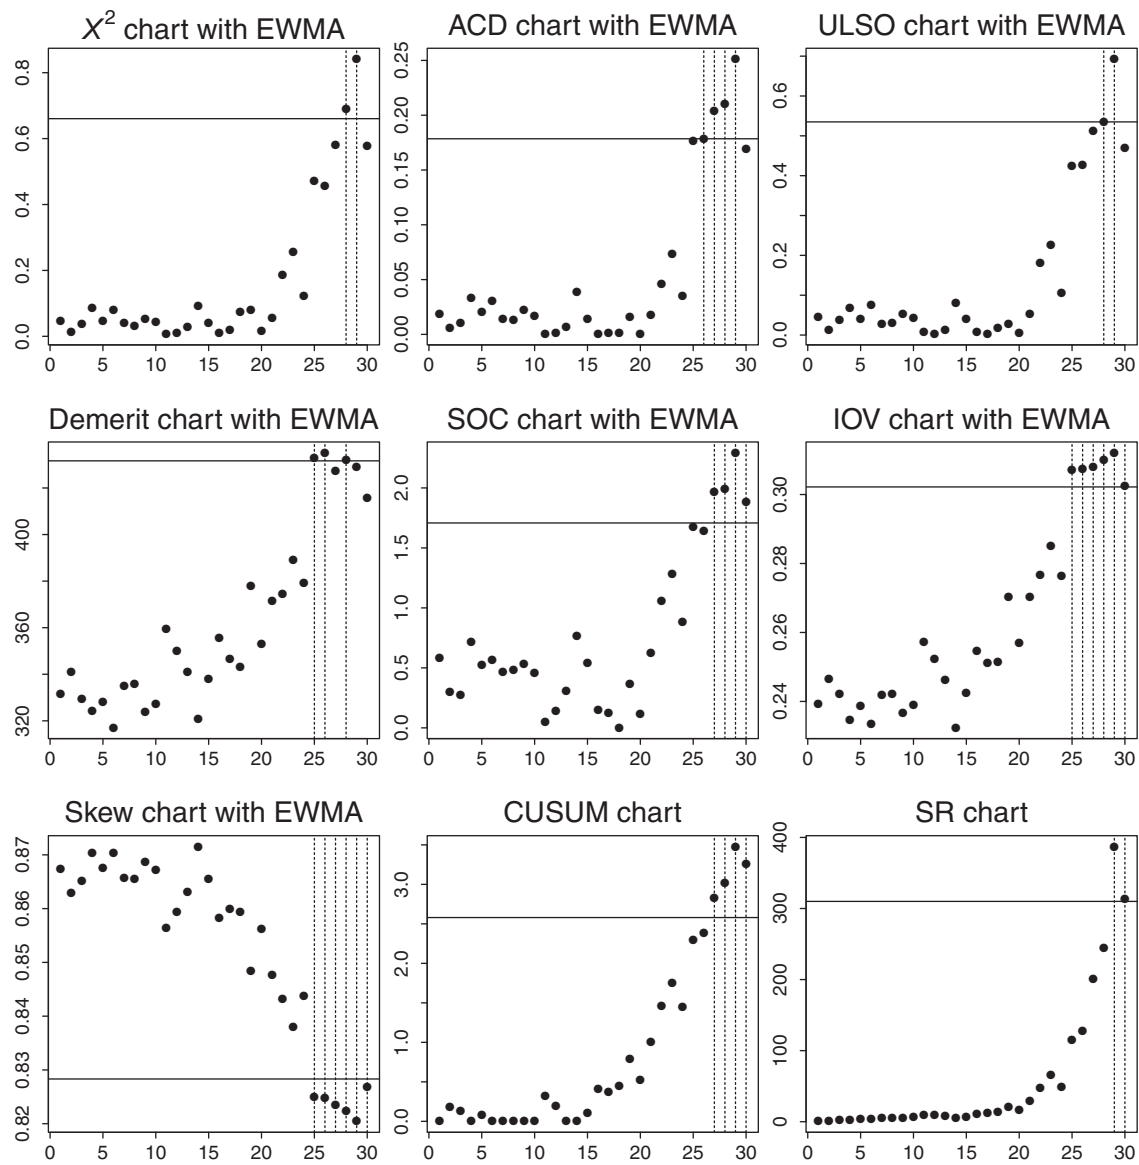 X² chart with EWMA
0.0 0.2 0.4 0.6 0.8
0 5 10 15 20 25 30
ACD chart with EWMA
0.00 0.05 0.10 0.15 0.20 0.25
0 5 10 15 20 25 30
ULSO chart with EWMA
0.0 0.2 0.4 0.6
0 5 10 15 20 25 30
Demerit chart with EWMA
320 360 400
0 5 10 15 20 25 30
SOC chart with EWMA
0.0 0.5 1.0 1.5 2.0
0 5 10 15 20 25 30
IOV chart with EWMA
0.24 0.26 0.28 0.30
0 5 10 15 20 25 30
Skew chart with EWMA
0.82 0.83 0.84 0.85 0.86 0.87
0 5 10 15 20 25 30
CUSUM chart
0.0 1.0 2.0 3.0
0 5 10 15 20 25 30
SR chart
0 100 200 300 400
0 5 10 15 20 25 30